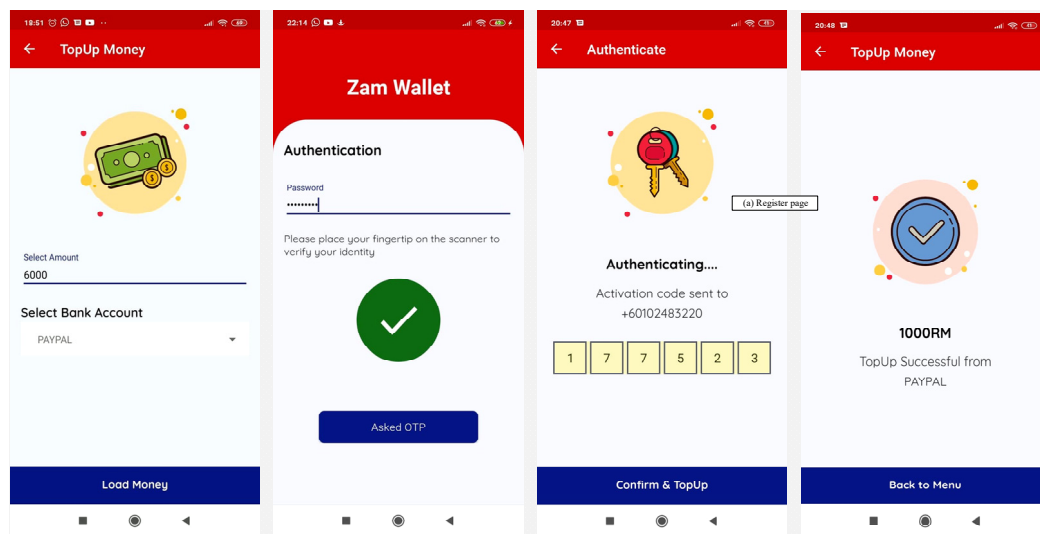 19:51
TopUp Money
Select Amount
6000
Select Bank Account
PAYPAL
Load Money
22:14
Zam Wallet
Authentication
Password
•••••••••
Please place your fingertip on the scanner to
verify your identity
Asked OTP
20:47
Authenticate
Authenticating....
Activation code sent to
+60102483220
1 7 7 5 2 3
Confirm & TopUp
(a) Register page
20:48
TopUp Money
1000RM
TopUp Successful from
PAYPAL
Back to Menu